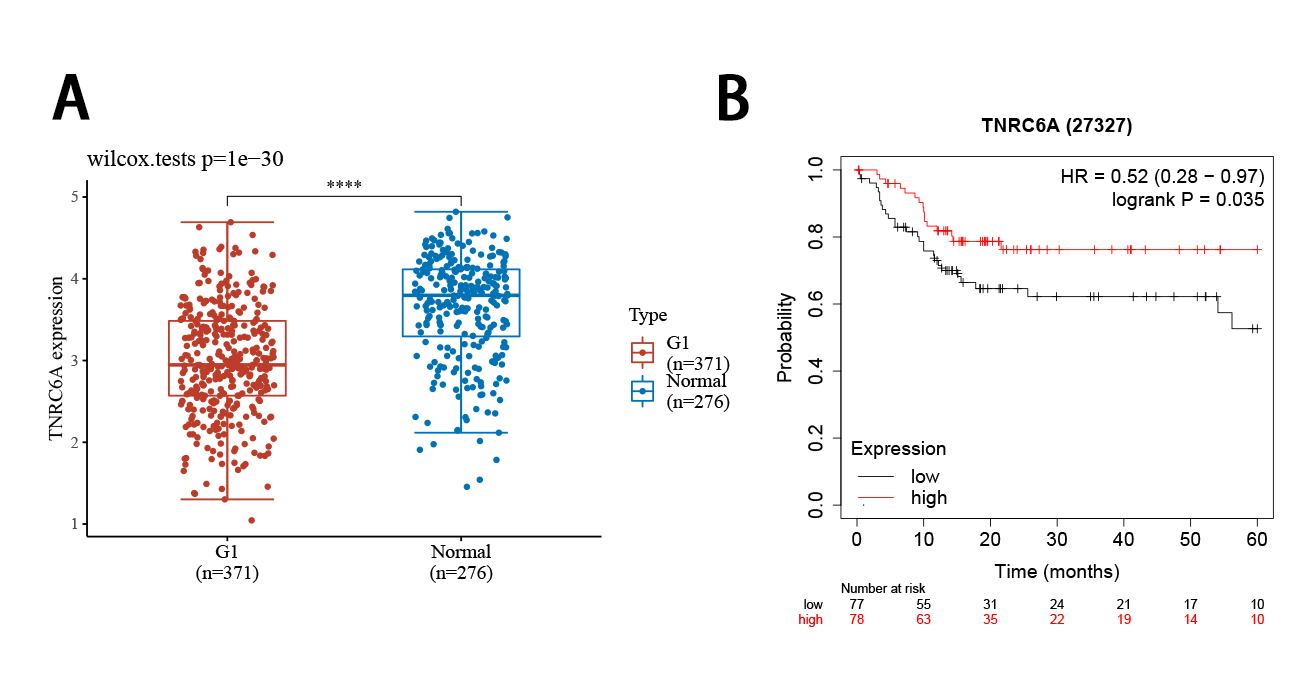 A
wilcox.tests p=1e−30
****
5
4
3
2
1
TNRC6A expression
G1
(n=371)
Normal
(n=276)
Type
G1
(n=371)
Normal
(n=276)
B
TNRC6A (27327)
HR = 0.52 (0.28 − 0.97)
logrank P = 0.035
1.0
0.8
0.6
0.4
0.2
0.0
Probability
Expression
low
high
0 10 20 30 40 50 60
Time (months)
Number at risk
low 77 55 31 24 21 17 10
high 78 63 35 22 19 14 10